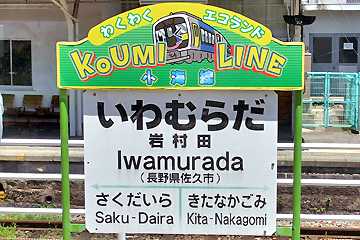 わくわく エコランド
KOUMI LINE
小海線
いわむらだ
岩村田
Iwamurada
(長野県佐久市)
さくだいら きたなかごみ
Saku-Daira Kita-Nakagomi